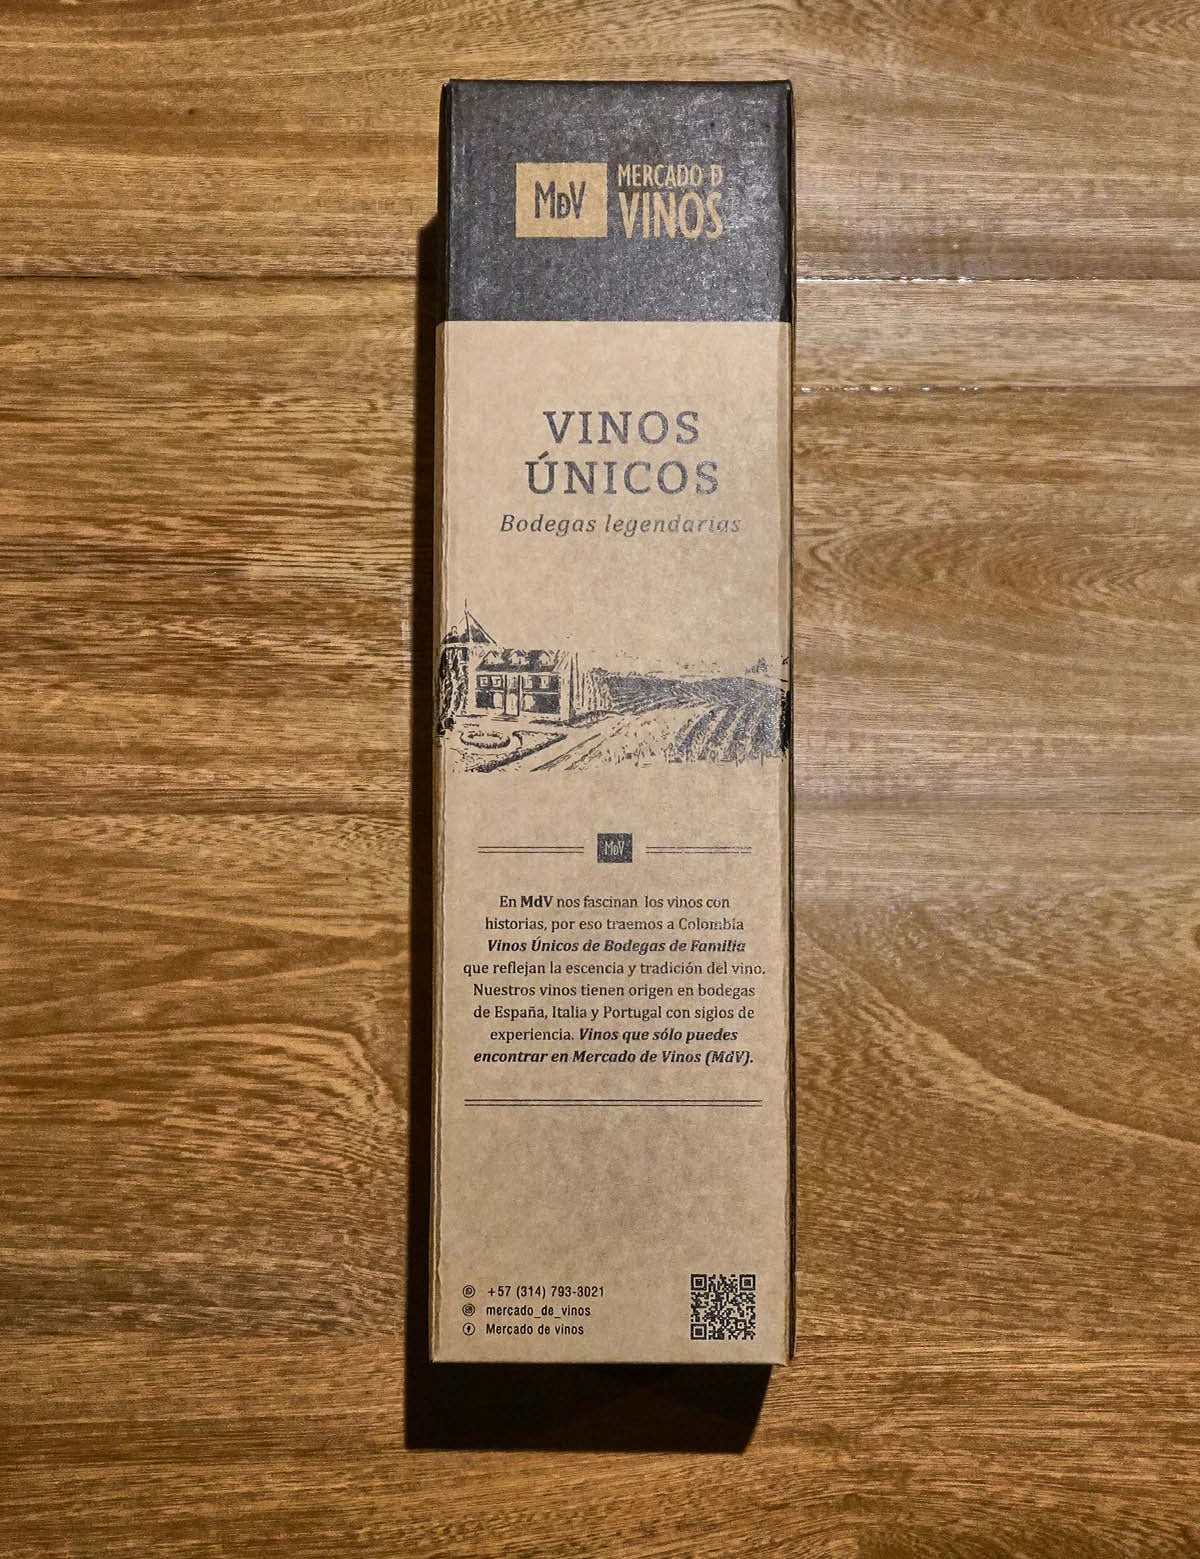 MDV
MERCADO D
VINOS
VINOS
ÚNICOS
Bodegas legendarias
MDV
En MdV nos fascinan los vinos con
historias, por eso traemos a Colombia
Vinos Únicos de Bodegas de Familia
que reflejan la escencia y tradición del vino.
Nuestros vinos tienen origen en bodegas
de España, Italia y Portugal con siglos de
experiencia. Vinos que sólo puedes
encontrar en Mercado de Vinos (MdV).
+57 (314) 793-3021
mercado_de_vinos
Mercado de vinos